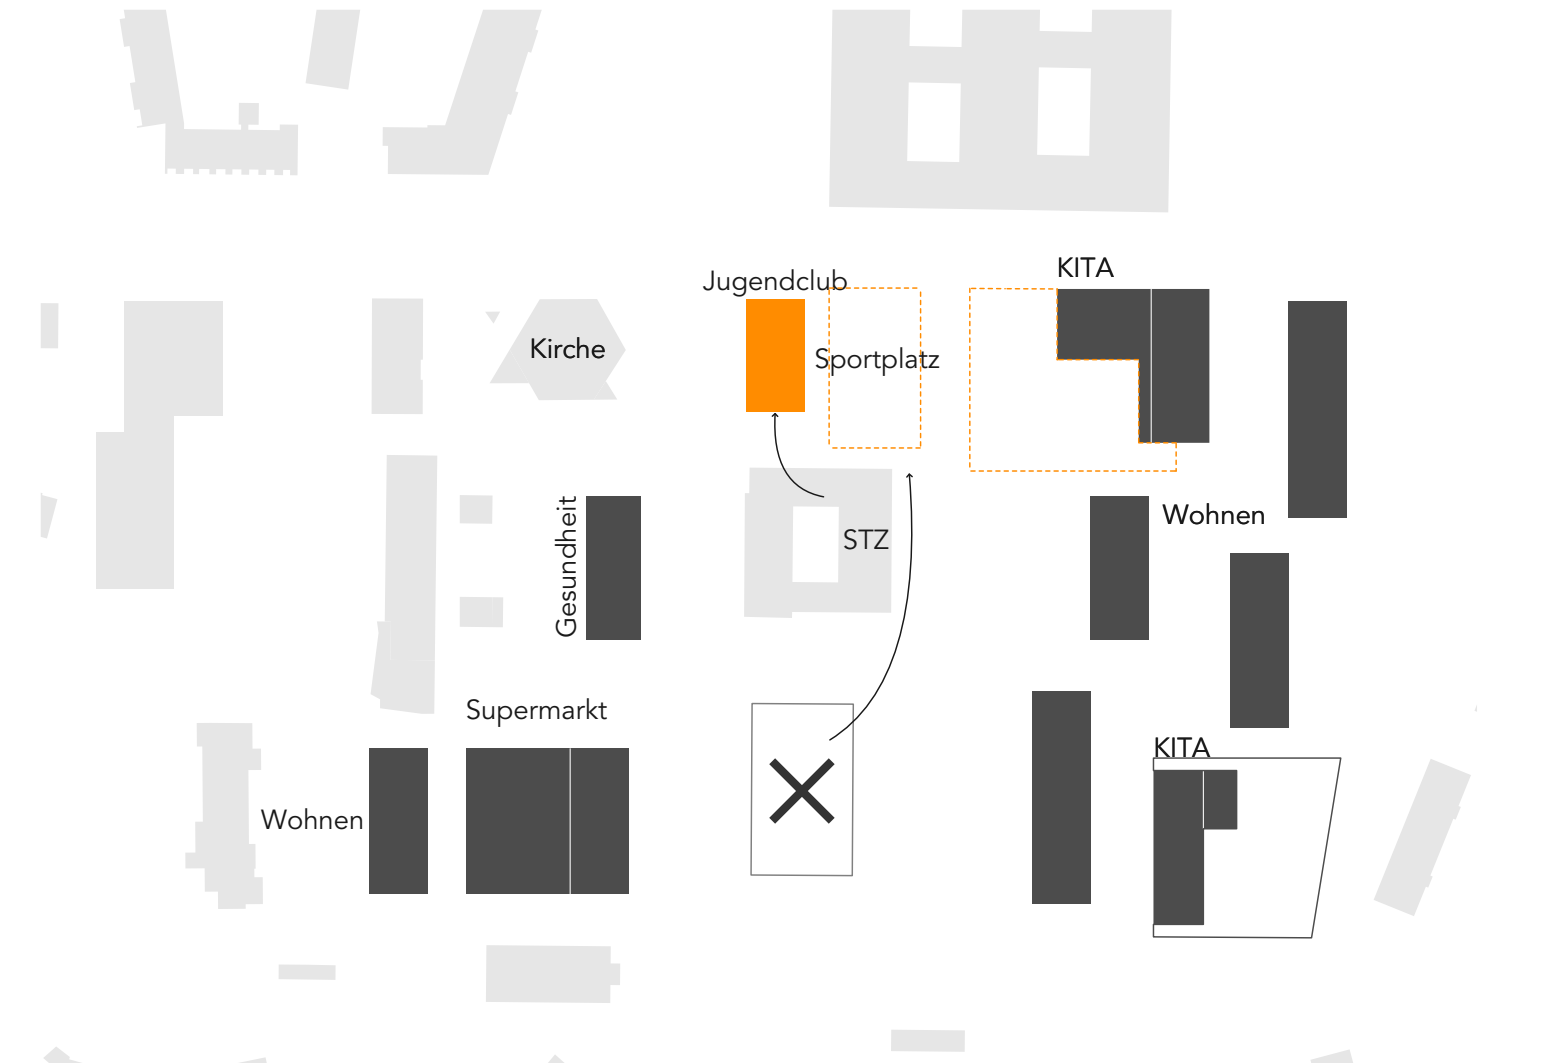 KITA
Jugendclub
Kirche
Sportplatz
Gesundheit
Wohnen
STZ
Supermarkt
KITA
Wohnen